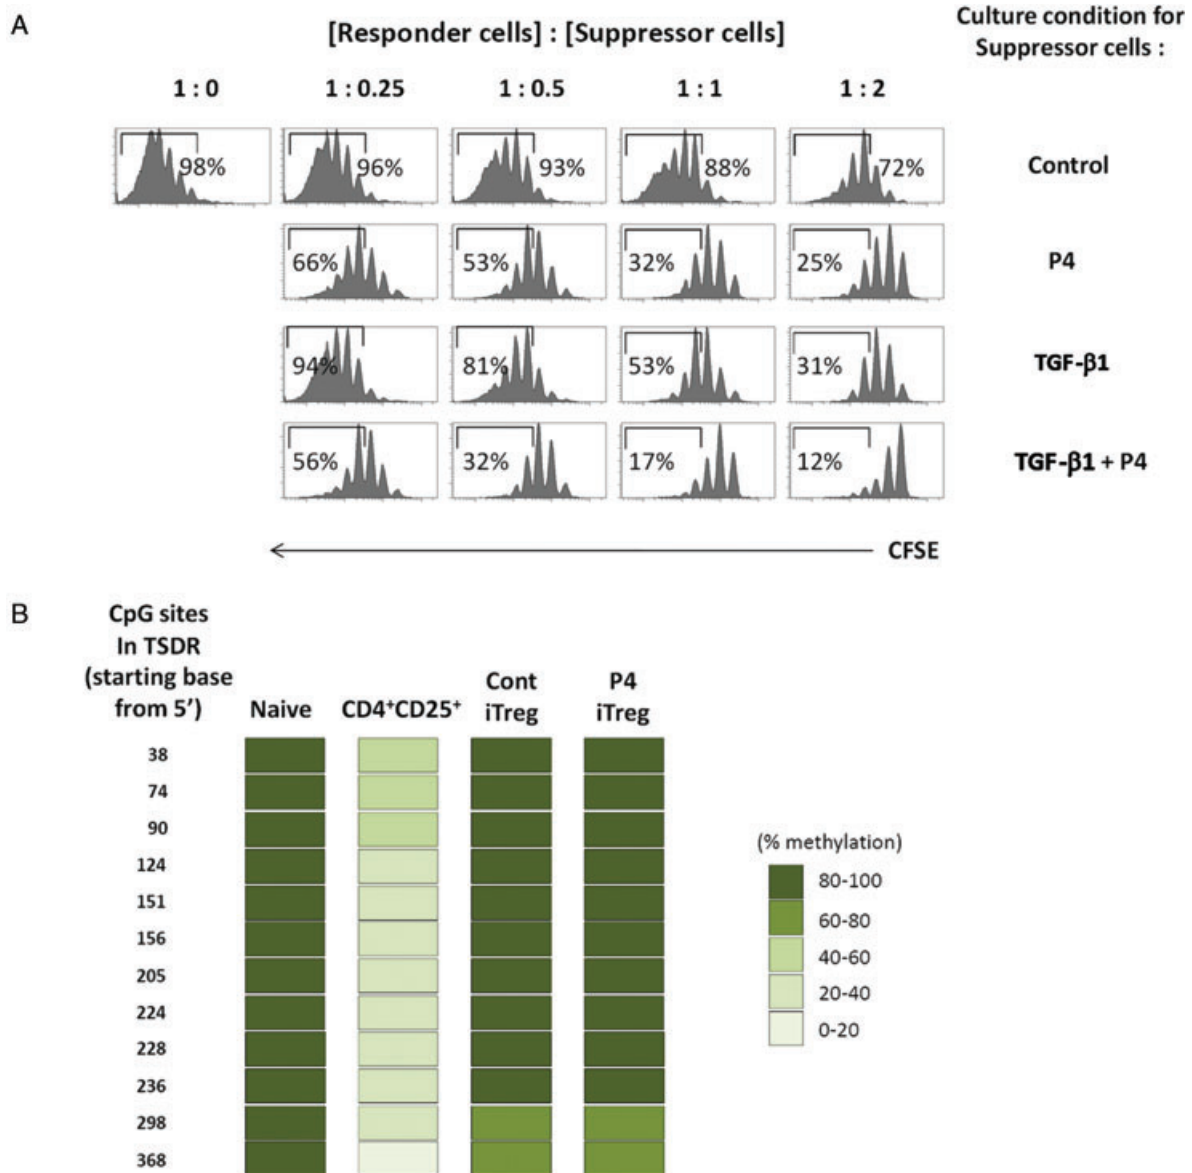 A
[Responder cells] : [Suppressor cells]
Culture condition for
Suppressor cells :
1 : 0
1 : 0.25
1 : 0.5
1 : 1
1 : 2
98%
96%
93%
88%
72%
Control
66%
53%
32%
25%
P4
94%
81%
53%
31%
TGF-β1
56%
32%
17%
12%
TGF-β1 + P4
CFSE
B
CpG sites
In TSDR
(starting base
from 5')
Naive
CD4⁺CD25⁺
Cont
iTreg
P4
iTreg
38
74
90
124
151
156
205
224
228
236
298
368
(% methylation)
80-100
60-80
40-60
20-40
0-20